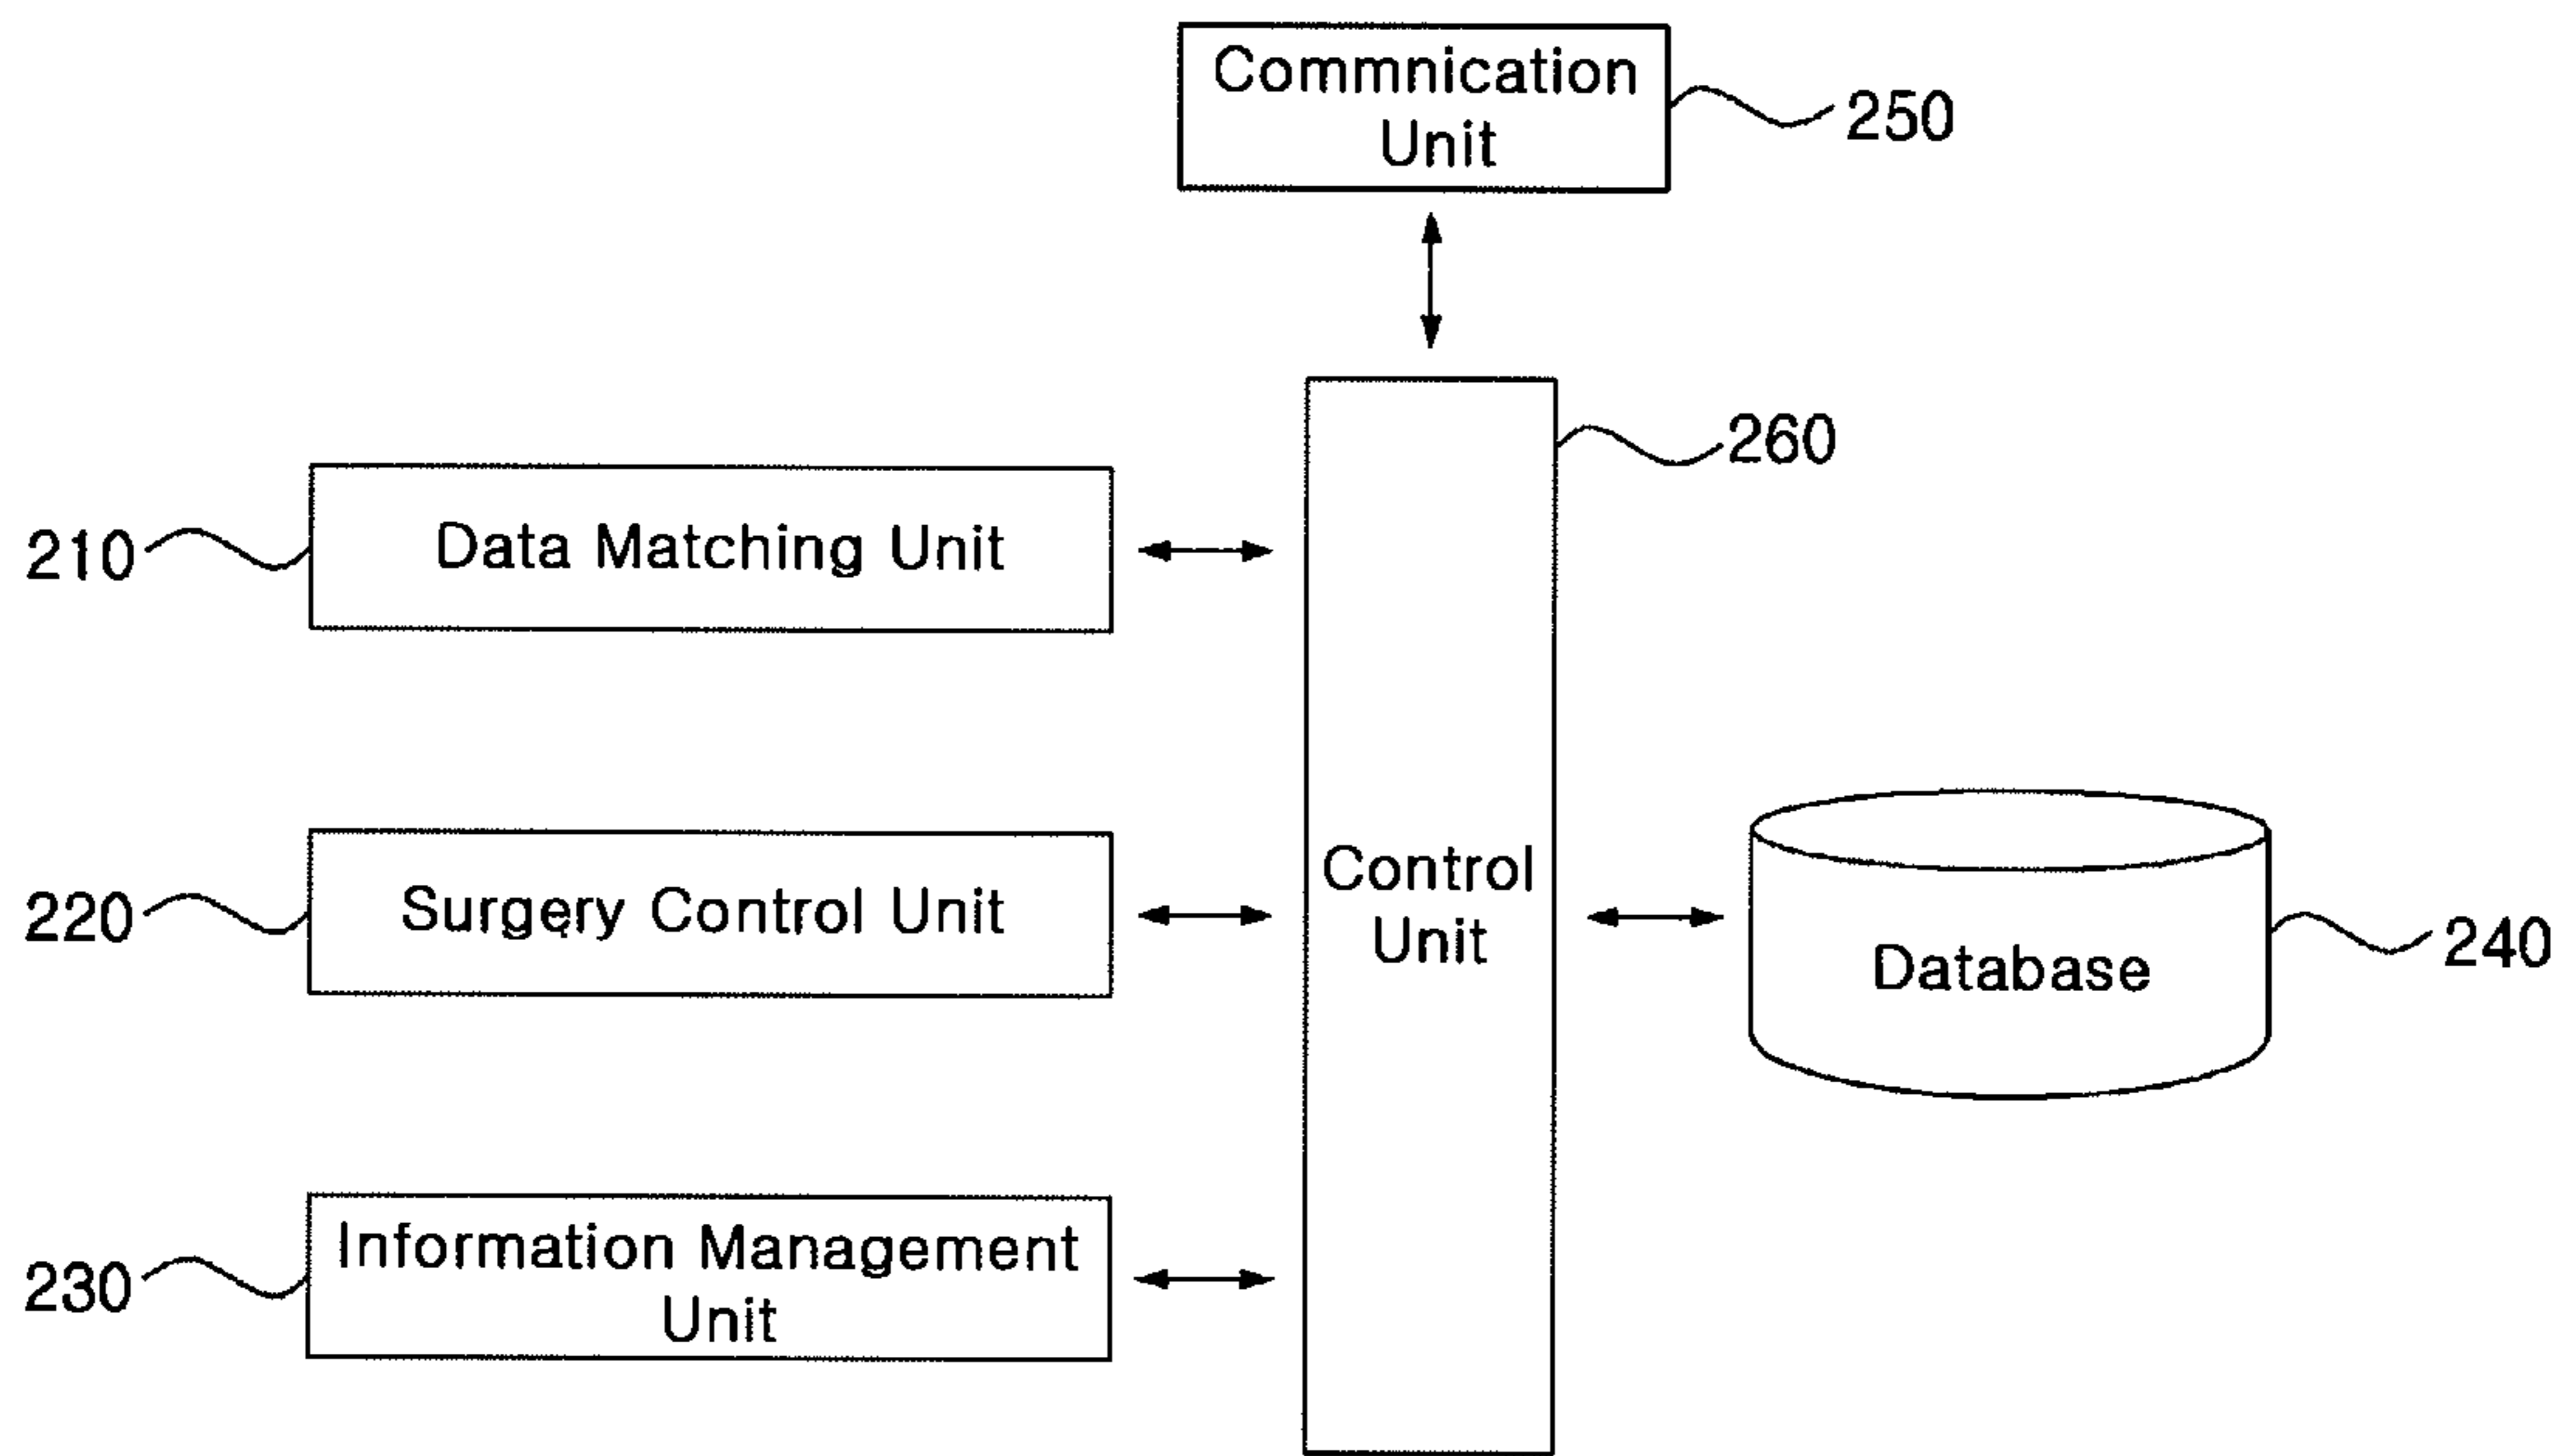 Commnication
Unit
250
260
210
Data Matching Unit
220
Surgery Control Unit
Control
Unit
Database
240
230
Information Management
Unit